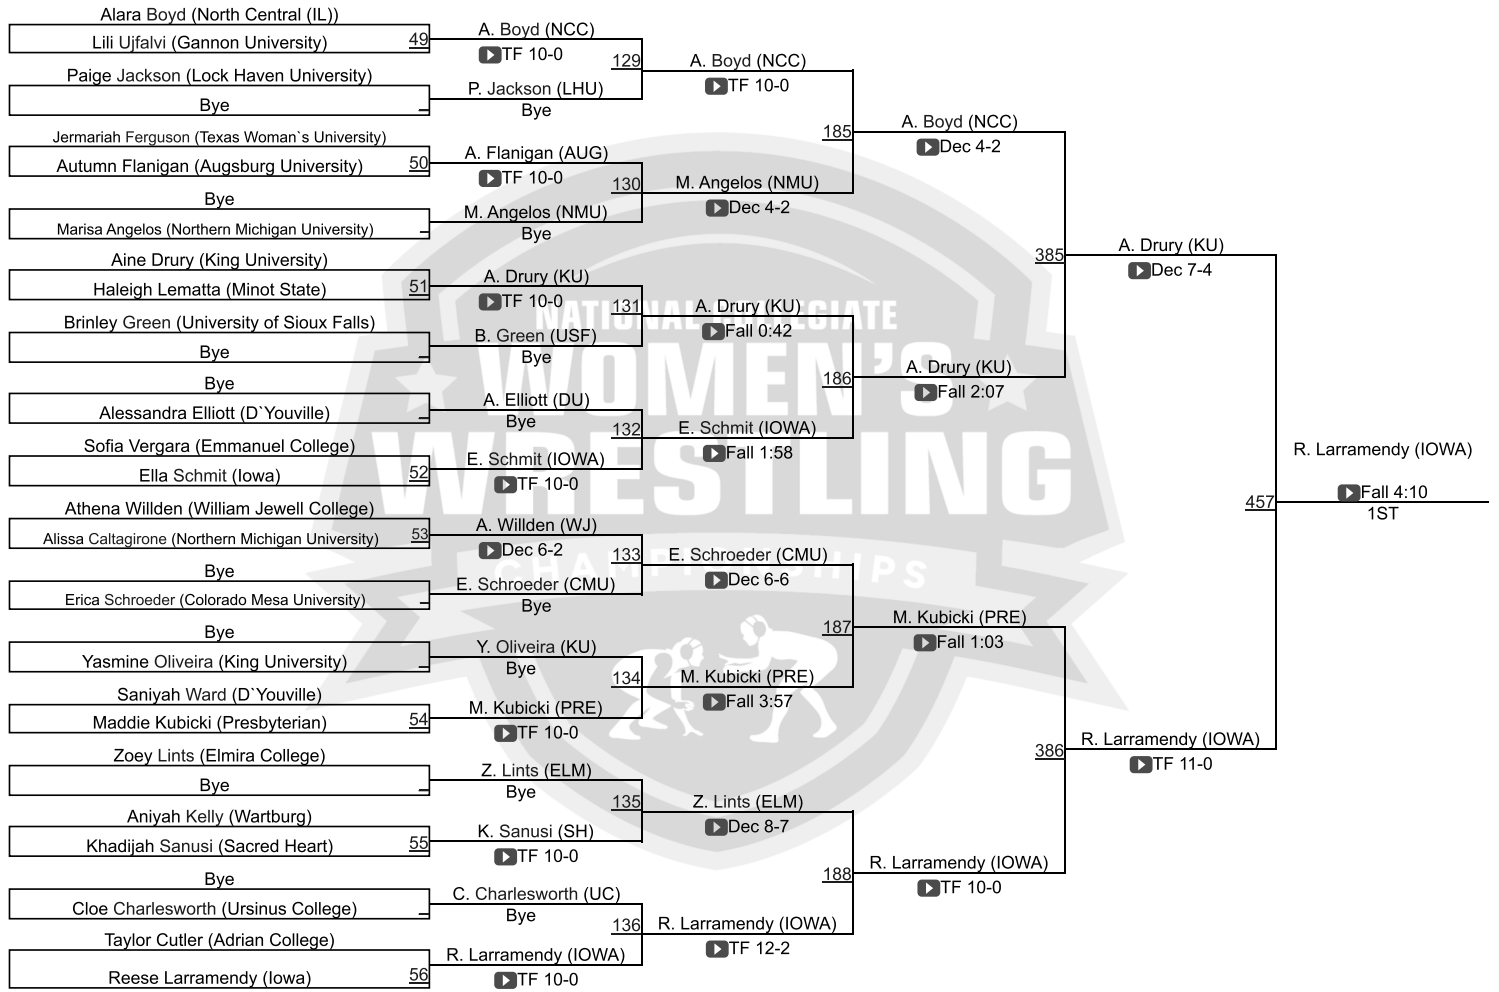 Alara Boyd (North Central (IL))
Lili Ujfalvi (Gannon University) 49
Paige Jackson (Lock Haven University)
Bye
Jermariah Ferguson (Texas Woman`s University)
Autumn Flanigan (Augsburg University) 50
Bye
Marisa Angelos (Northern Michigan University)
Aine Drury (King University)
Haleigh Lematta (Minot State) 51
Brinley Green (University of Sioux Falls)
Bye
Bye
Alessandra Elliott (D`Youville)
Sofia Vergara (Emmanuel College)
Ella Schmit (Iowa) 52
Athena Willden (William Jewell College)
Alissa Caltagirone (Northern Michigan University) 53
Bye
Erica Schroeder (Colorado Mesa University)
Bye
Yasmine Oliveira (King University)
Saniyah Ward (D`Youville)
Maddie Kubicki (Presbyterian) 54
Zoey Lints (Elmira College)
Bye
Aniyah Kelly (Wartburg)
Khadijah Sanusi (Sacred Heart) 55
Bye
Cloe Charlesworth (Ursinus College)
Taylor Cutler (Adrian College)
Reese Larramendy (Iowa) 56
A. Boyd (NCC)
TF 10-0
129
P. Jackson (LHU)
Bye
A. Flanigan (AUG)
TF 10-0
130
M. Angelos (NMU)
Bye
A. Drury (KU)
TF 10-0
131
B. Green (USF)
Bye
A. Elliott (DU)
Bye
132
E. Schmit (IOWA)
TF 10-0
A. Willden (WJ)
Dec 6-2
133
E. Schroeder (CMU)
Bye
Y. Oliveira (KU)
Bye
134
M. Kubicki (PRE)
TF 10-0
Z. Lints (ELM)
Bye
135
K. Sanusi (SH)
TF 10-0
C. Charlesworth (UC)
Bye
136
R. Larramendy (IOWA)
TF 10-0
A. Boyd (NCC)
TF 10-0
185
M. Angelos (NMU)
Dec 4-2
A. Drury (KU)
Fall 0:42
186
E. Schmit (IOWA)
Fall 1:58
E. Schroeder (CMU)
Dec 6-6
187
M. Kubicki (PRE)
Fall 3:57
Z. Lints (ELM)
Dec 8-7
188
R. Larramendy (IOWA)
TF 12-2
A. Boyd (NCC)
Dec 4-2
385
A. Drury (KU)
Fall 2:07
M. Kubicki (PRE)
Fall 1:03
386
R. Larramendy (IOWA)
TF 10-0
A. Drury (KU)
Dec 7-4
457
R. Larramendy (IOWA)
TF 11-0
R. Larramendy (IOWA)
Fall 4:10
1ST
NATIONAL
WOMEN'S
WRESTLING
CHAMPIONSHIPS